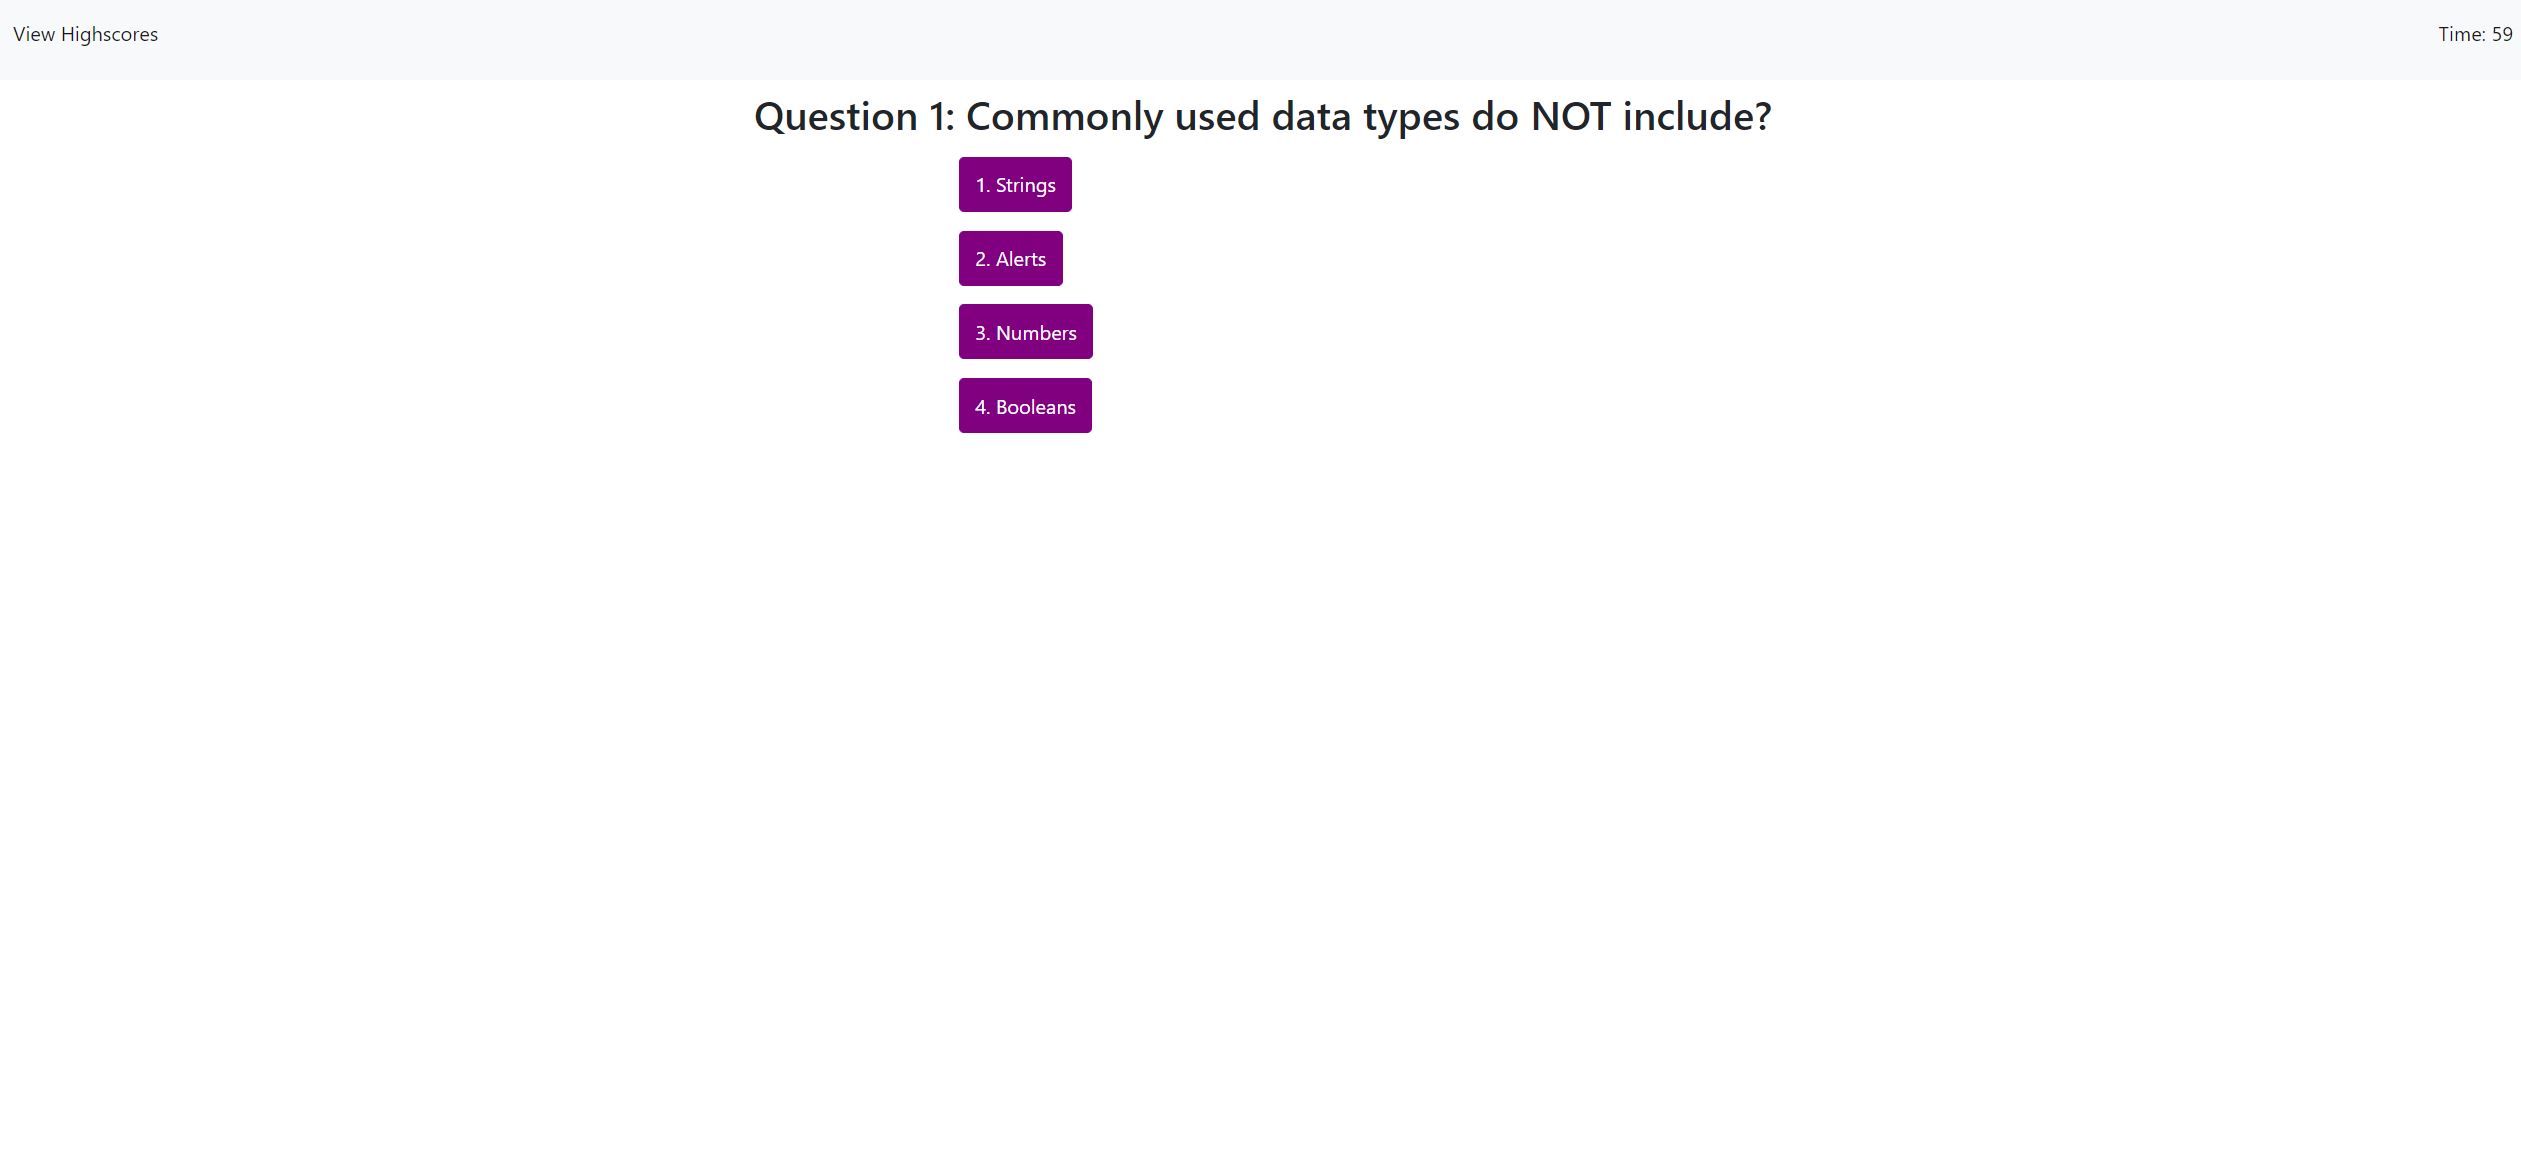 View Highscores
Time: 59
Question 1: Commonly used data types do NOT include?
1. Strings
2. Alerts
3. Numbers
4. Booleans